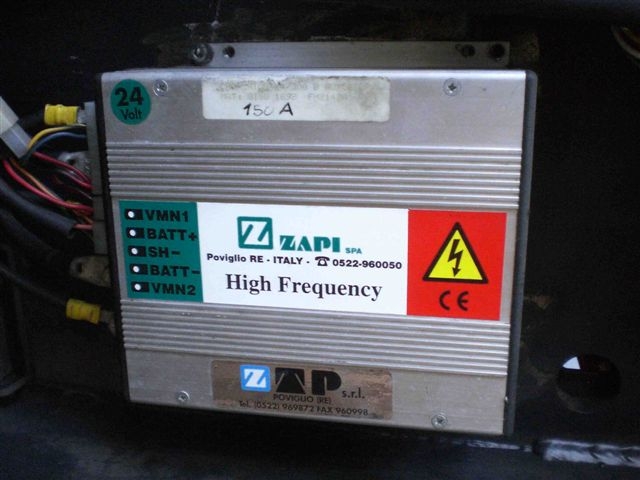 24
Volt
150 A
VMN1
BATT+
SH-
BATT-
VMN2
Z ZAPI SPA
Poviglio RE - ITALY - ☎ 0522-960050
High Frequency
CE
Z ZAP s.r.l.
POVIGLIO (RE)
Tel. (0522) 969872 FAX 960998